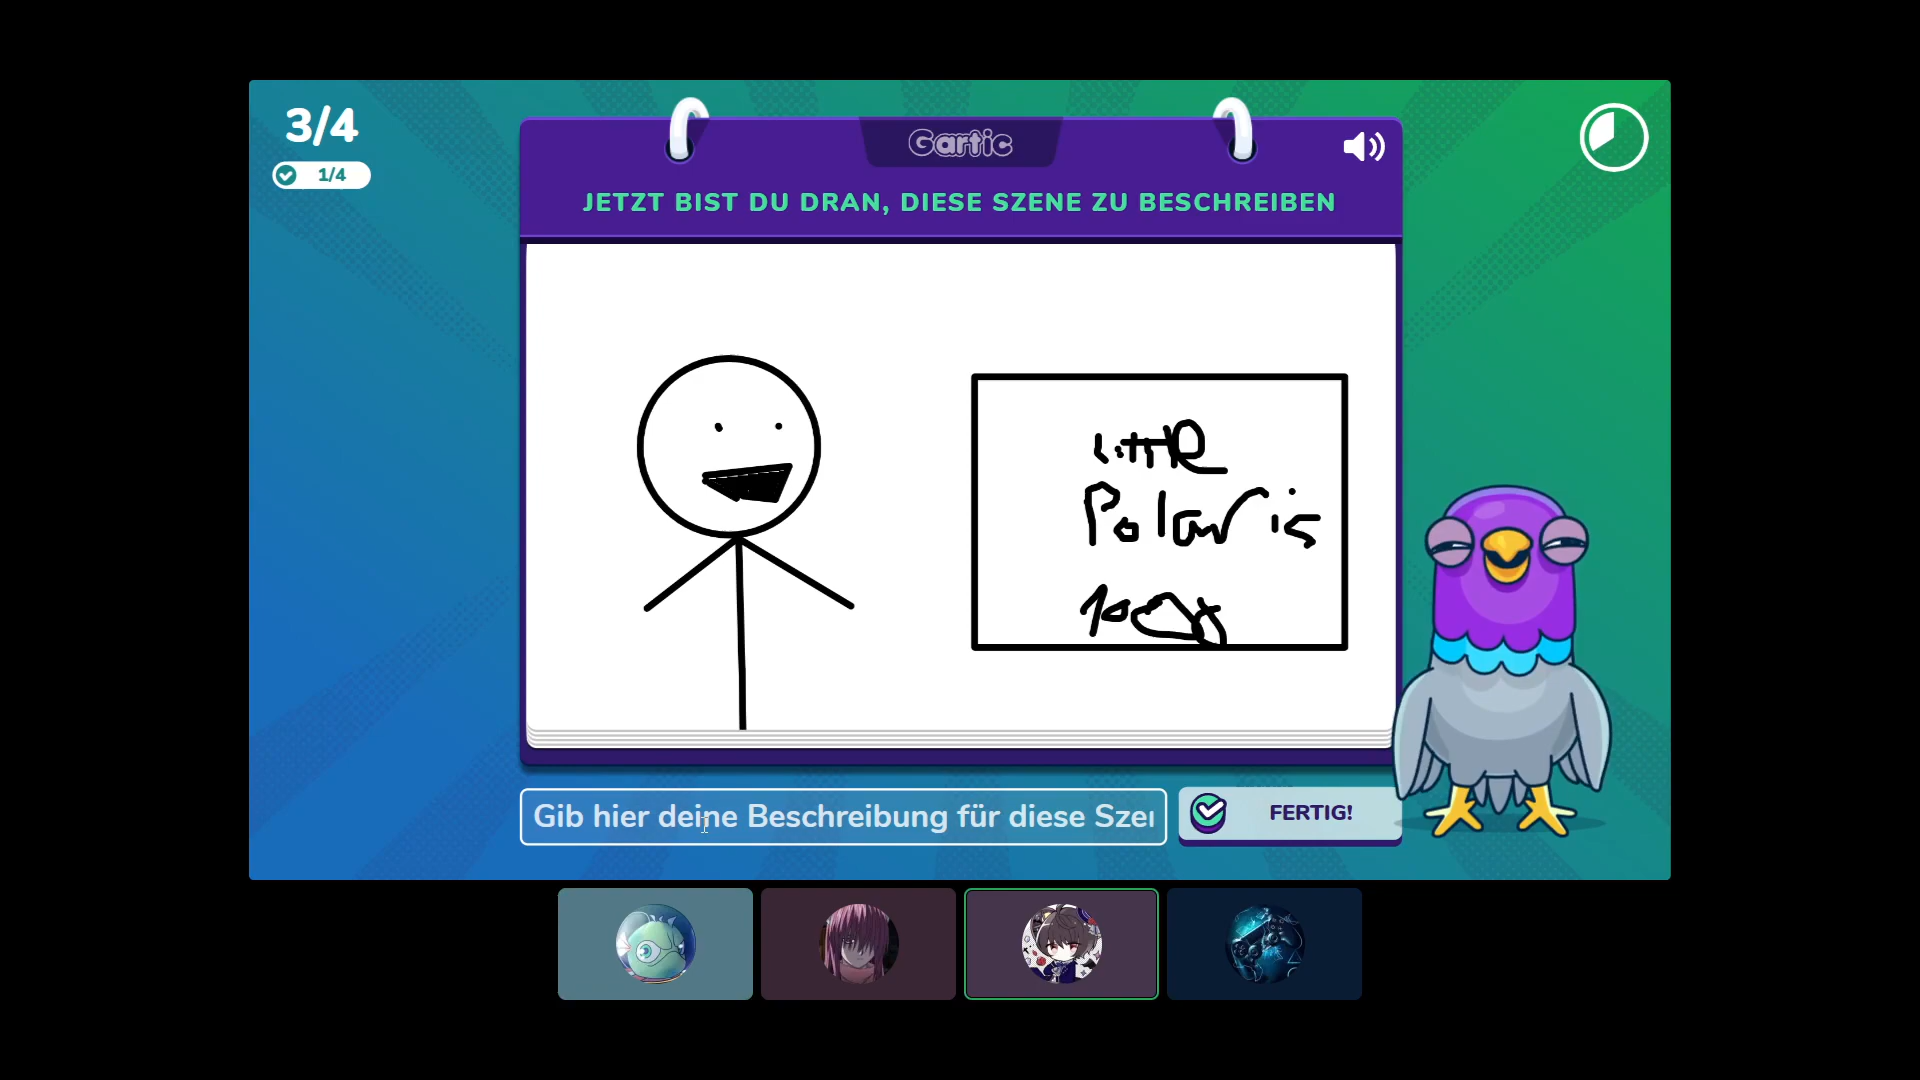 3/4
1/4
Gartic
JETZT BIST DU DRAN, DIESE SZENE ZU BESCHREIBEN
little
Polaris
Gib hier deine Beschreibung für diese Szen
FERTIG!